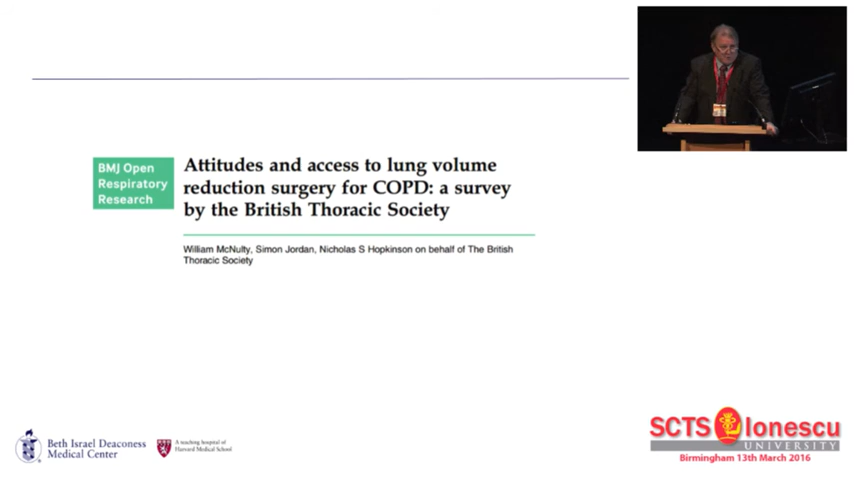 BMJ Open
Respiratory
Research
Attitudes and access to lung volume
reduction surgery for COPD: a survey
by the British Thoracic Society
William McNulty, Simon Jordan, Nicholas S Hopkinson on behalf of The British
Thoracic Society
Beth Israel Deaconess
Medical Center
A teaching hospital of
Harvard Medical School
SCTS Ionescu
UNIVERSITY
Birmingham 13th March 2016